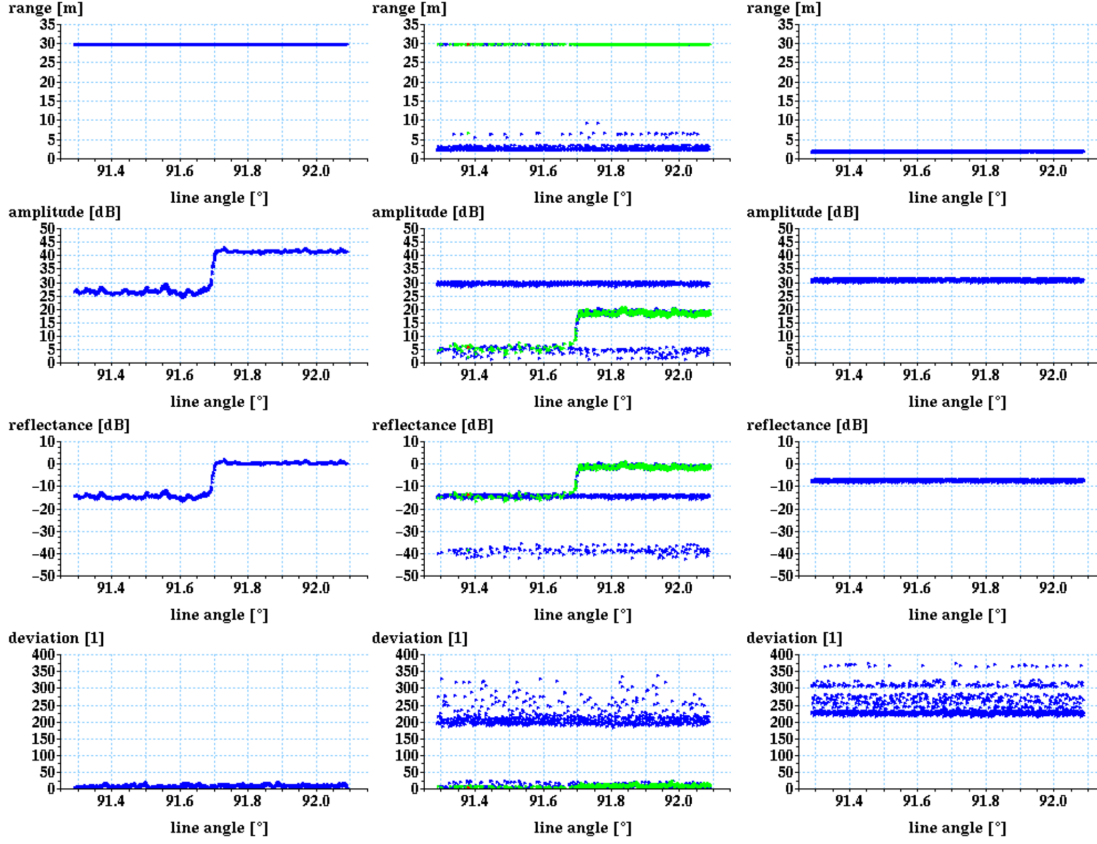 range [m]
range [m]
range [m]
35
30
25
20
15
10
5
0
35
30
25
20
15
10
5
0
35
30
25
20
15
10
5
0
91.4 91.6 91.8 92.0
91.4 91.6 91.8 92.0
91.4 91.6 91.8 92.0
line angle [°]
line angle [°]
line angle [°]
amplitude [dB]
amplitude [dB]
amplitude [dB]
50
45
40
35
30
25
20
15
10
5
0
50
45
40
35
30
25
20
15
10
5
0
50
45
40
35
30
25
20
15
10
5
0
91.4 91.6 91.8 92.0
91.4 91.6 91.8 92.0
91.4 91.6 91.8 92.0
line angle [°]
line angle [°]
line angle [°]
reflectance [dB]
reflectance [dB]
reflectance [dB]
10
0
−10
−20
−30
−40
−50
10
0
−10
−20
−30
−40
−50
10
0
−10
−20
−30
−40
−50
91.4 91.6 91.8 92.0
91.4 91.6 91.8 92.0
91.4 91.6 91.8 92.0
line angle [°]
line angle [°]
line angle [°]
deviation [1]
deviation [1]
deviation [1]
400
350
300
250
200
150
100
50
0
400
350
300
250
200
150
100
50
0
400
350
300
250
200
150
100
50
0
91.4 91.6 91.8 92.0
91.4 91.6 91.8 92.0
91.4 91.6 91.8 92.0
line angle [°]
line angle [°]
line angle [°]